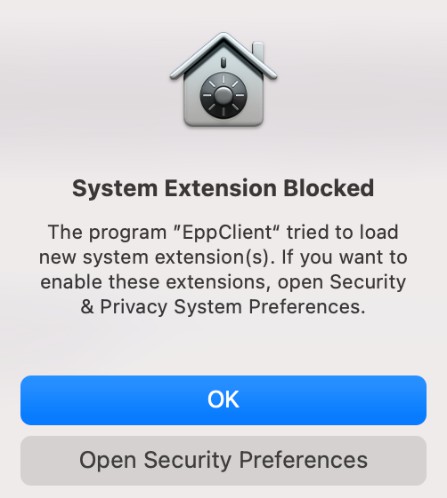 System Extension Blocked
The program ”EppClient“ tried to load
new system extension(s). If you want to
enable these extensions, open Security
& Privacy System Preferences.
OK
Open Security Preferences